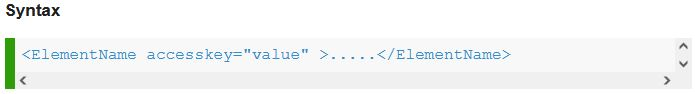 Syntax
<ElementName accesskey="value" >.....</ElementName>